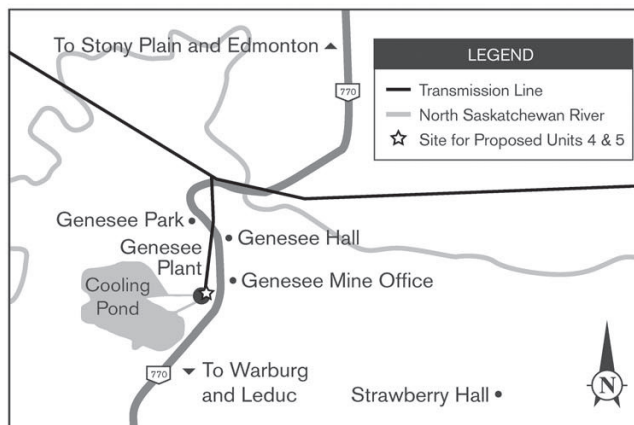 To Stony Plain and Edmonton
770
LEGEND
Transmission Line
North Saskatchewan River
Site for Proposed Units 4 & 5
Genesee Park
Genesee Hall
Genesee
Plant
Genesee Mine Office
Cooling
Pond
770
To Warburg
and Leduc
Strawberry Hall
N